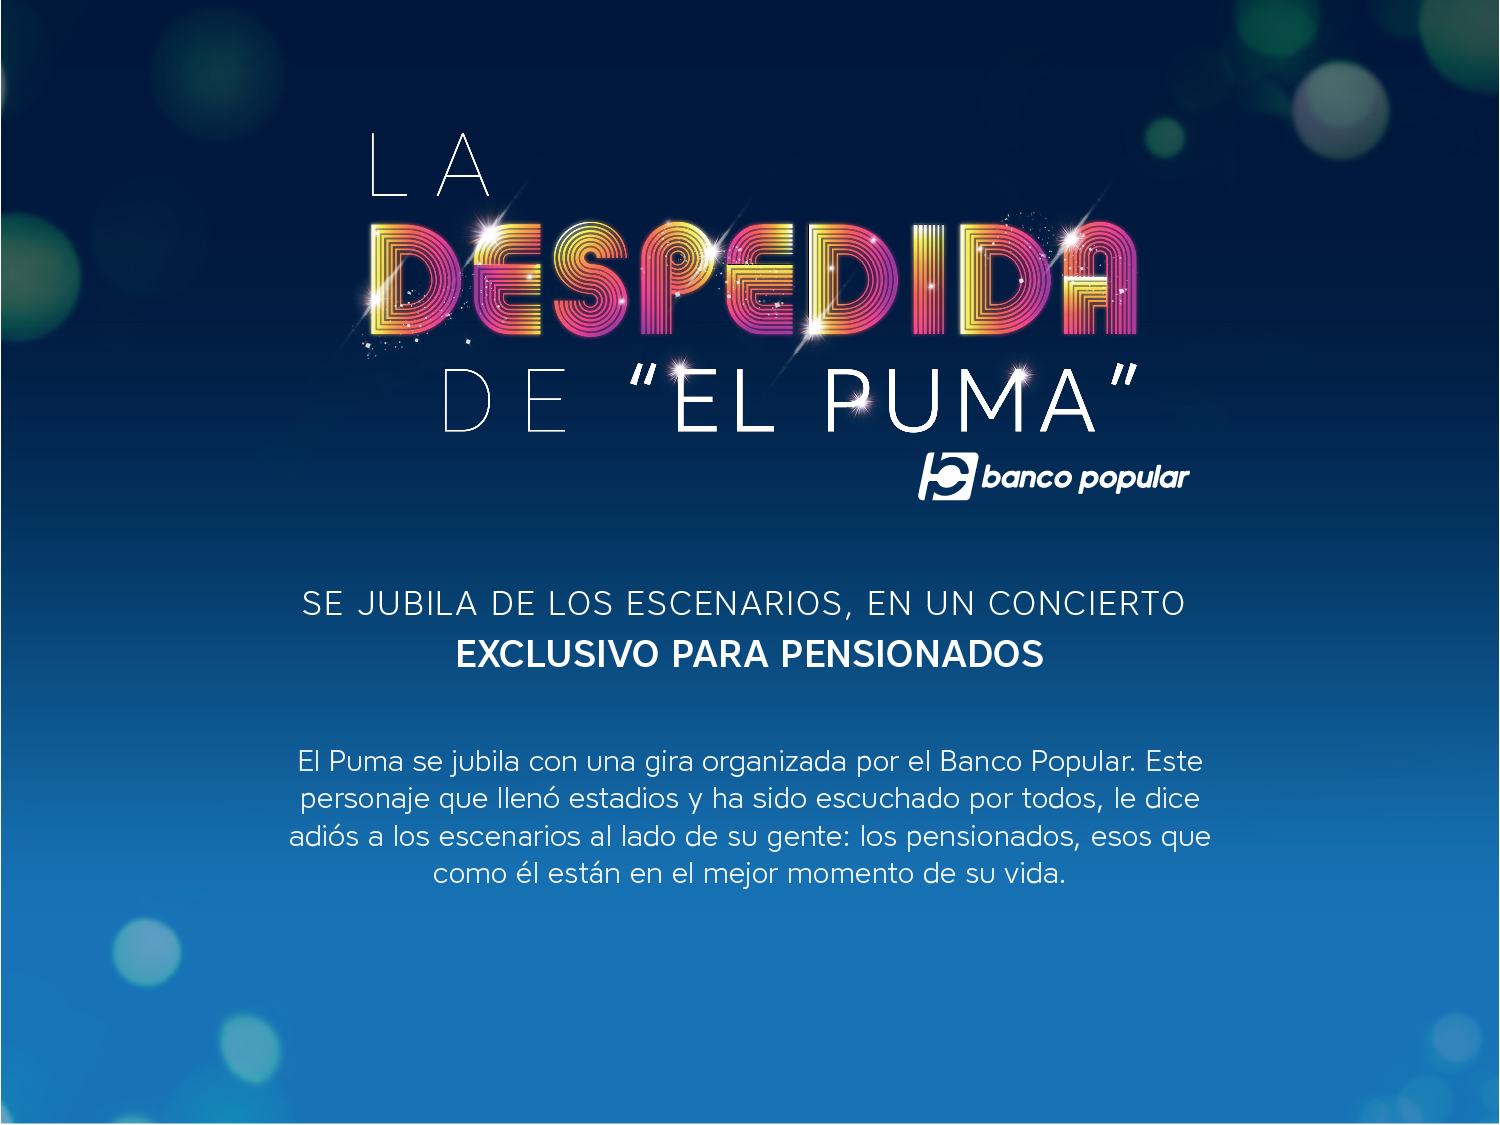 LA
DESPEDIDA
DE “EL PUMA”
banco popular
SE JUBILA DE LOS ESCENARIOS, EN UN CONCIERTO
EXCLUSIVO PARA PENSIONADOS
El Puma se jubila con una gira organizada por el Banco Popular. Este
personaje que llenó estadios y ha sido escuchado por todos, le dice
adiós a los escenarios al lado de su gente: los pensionados, esos que
como él están en el mejor momento de su vida.